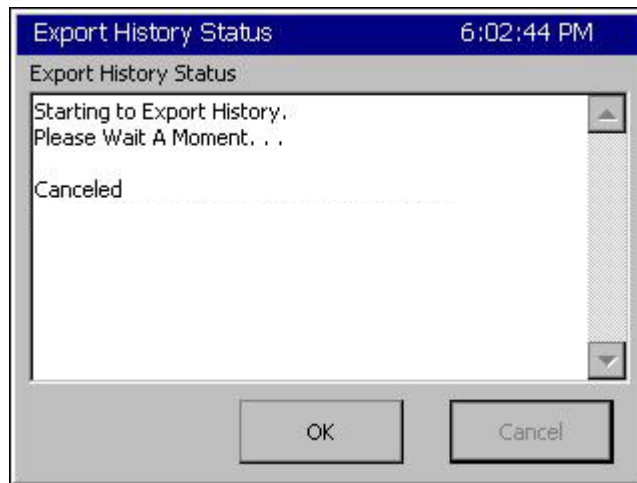 Export History Status 6:02:44 PM
Export History Status
Starting to Export History.
Please Wait A Moment. . .
Canceled
OK Cancel